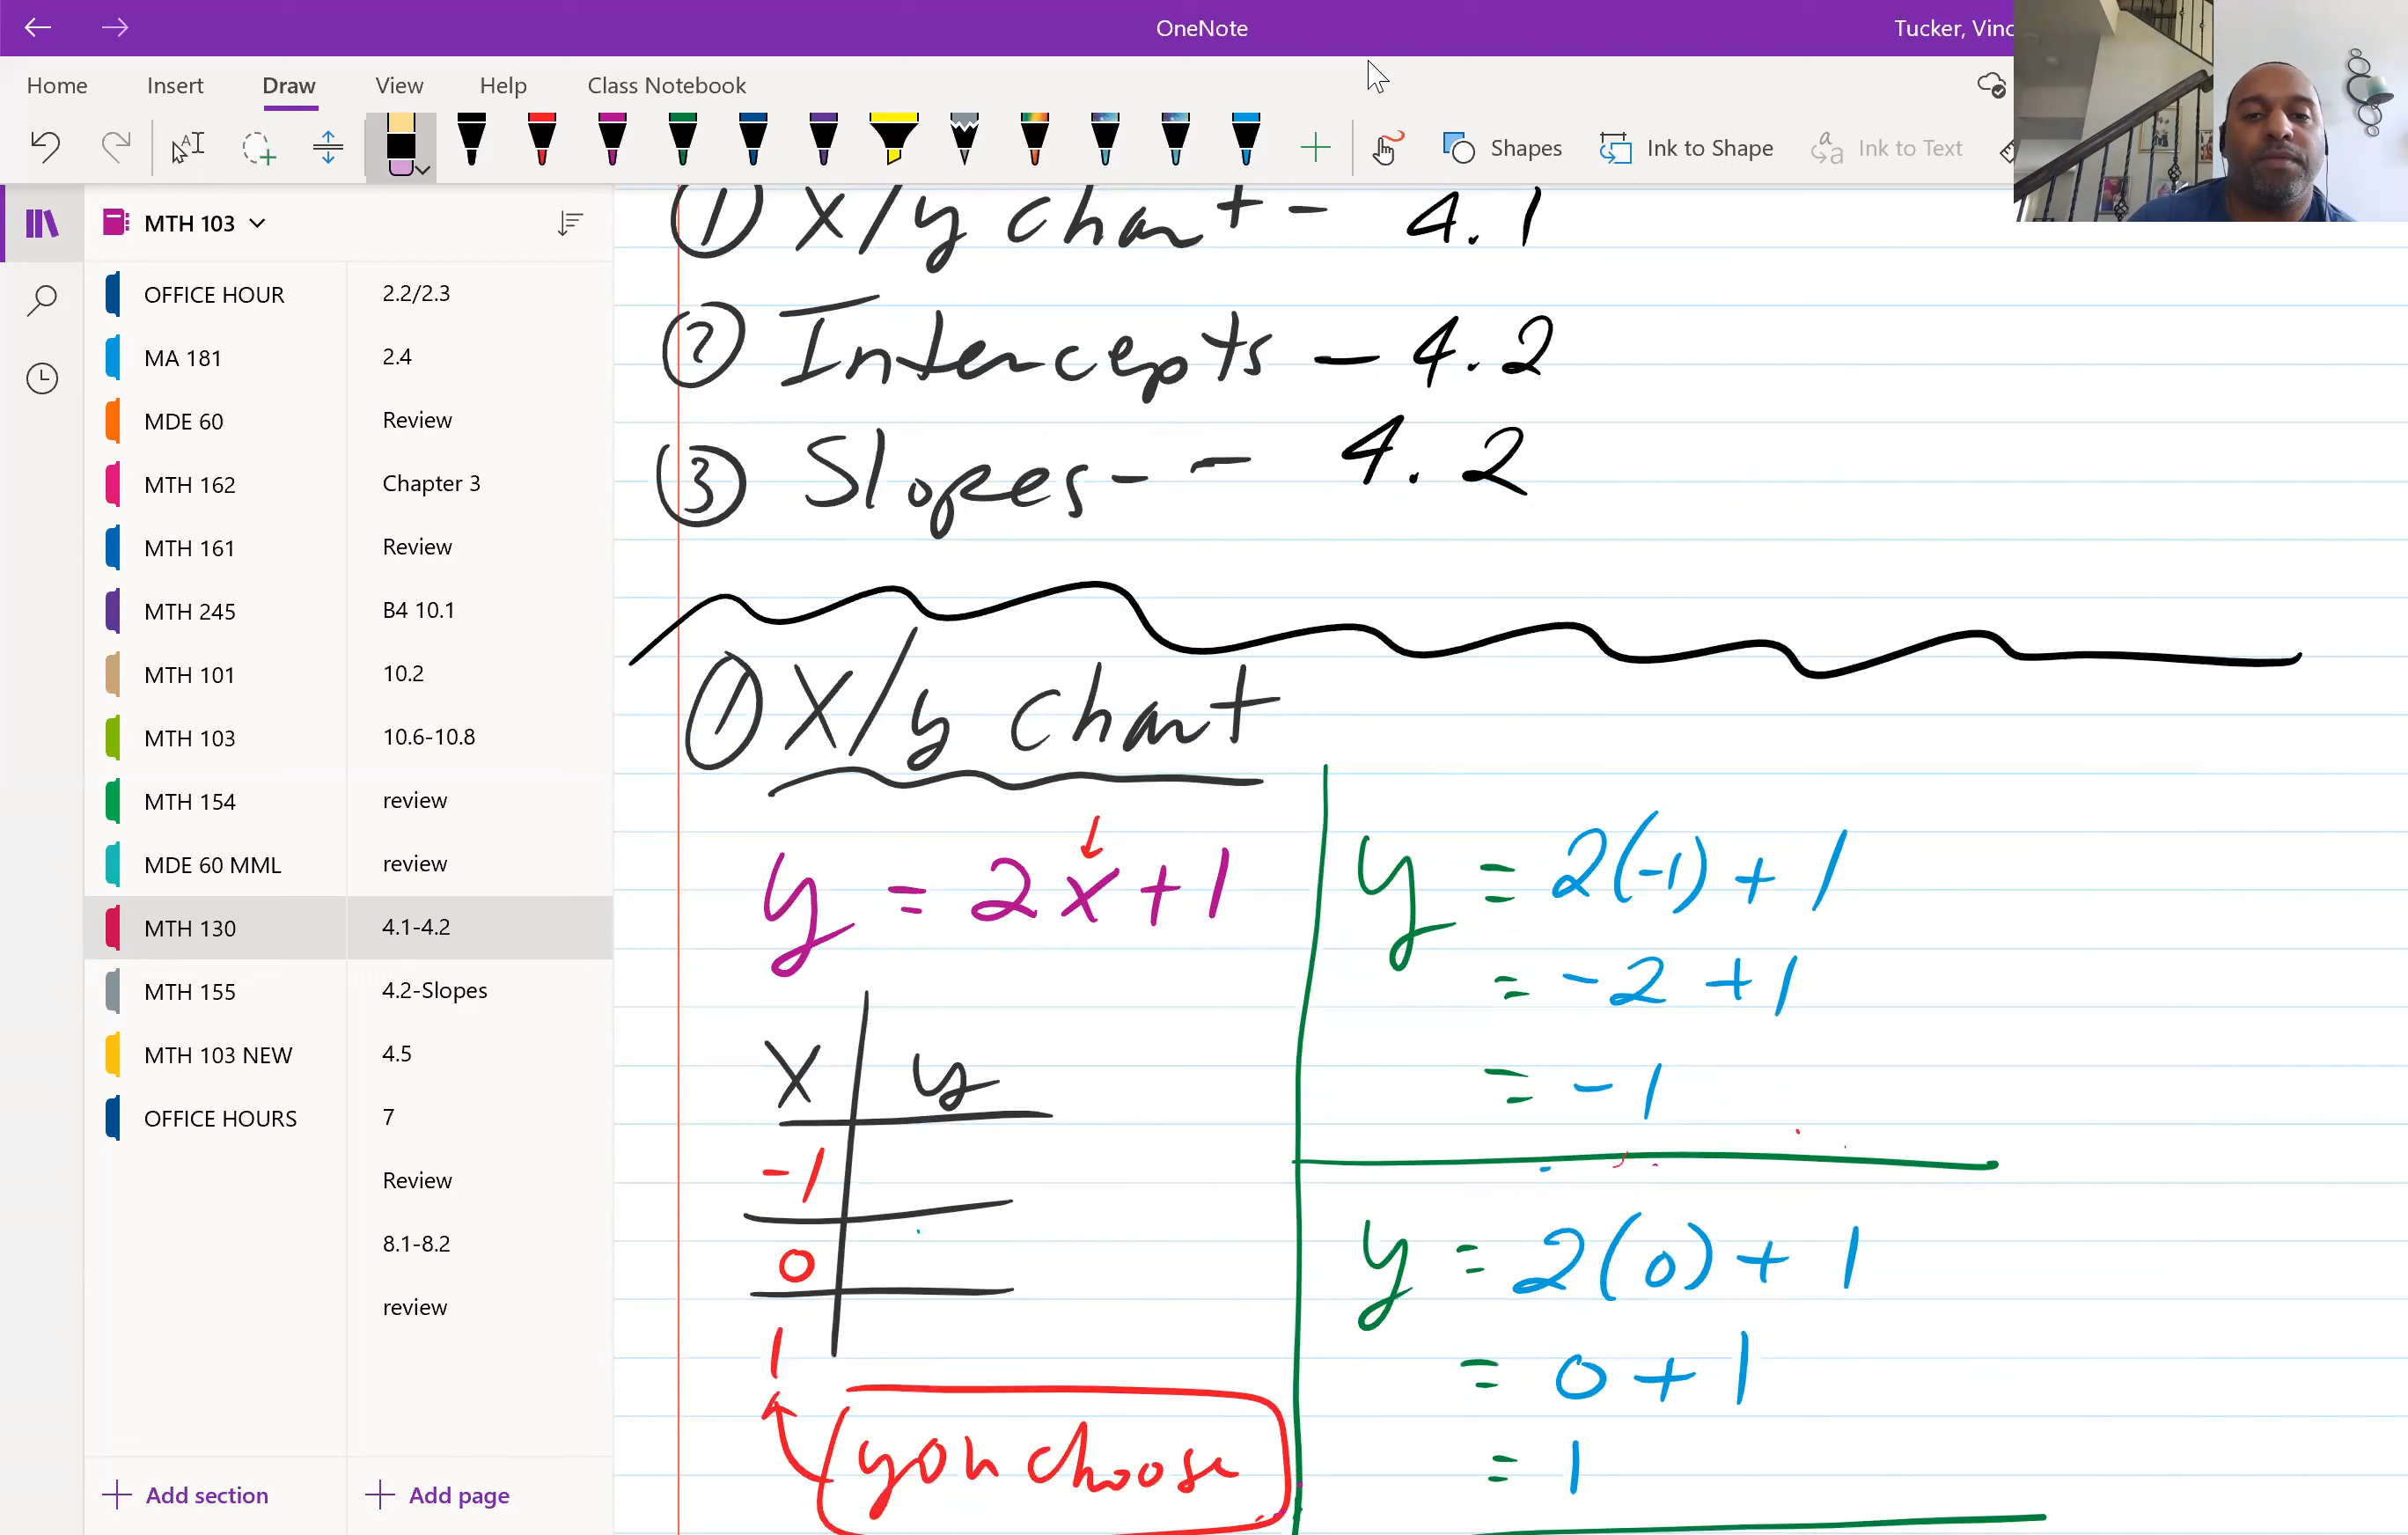 OneNote
Tucker, Vinc
Home Insert Draw View Help Class Notebook
Shapes Ink to Shape Ink to Text
MTH 103
OFFICE HOUR
MA 181
MDE 60
MTH 162
MTH 161
MTH 245
MTH 101
MTH 103
MTH 154
MDE 60 MML
MTH 130
MTH 155
MTH 103 NEW
OFFICE HOURS
Add section
2.2/2.3
2.4
Review
Chapter 3
Review
B4 10.1
10.2
10.6-10.8
review
review
4.1-4.2
4.2-Slopes
4.5
7
Review
8.1-8.2
review
Add page
① X/y chart - 4.1
② Intercepts - 4.2
③ Slopes - - 4.2
① X/y chart
y = 2x+1
x y
-1
0
1
you choose
y = 2(-1) + 1
= -2 + 1
= -1
y = 2(0) + 1
= 0 + 1
= 1